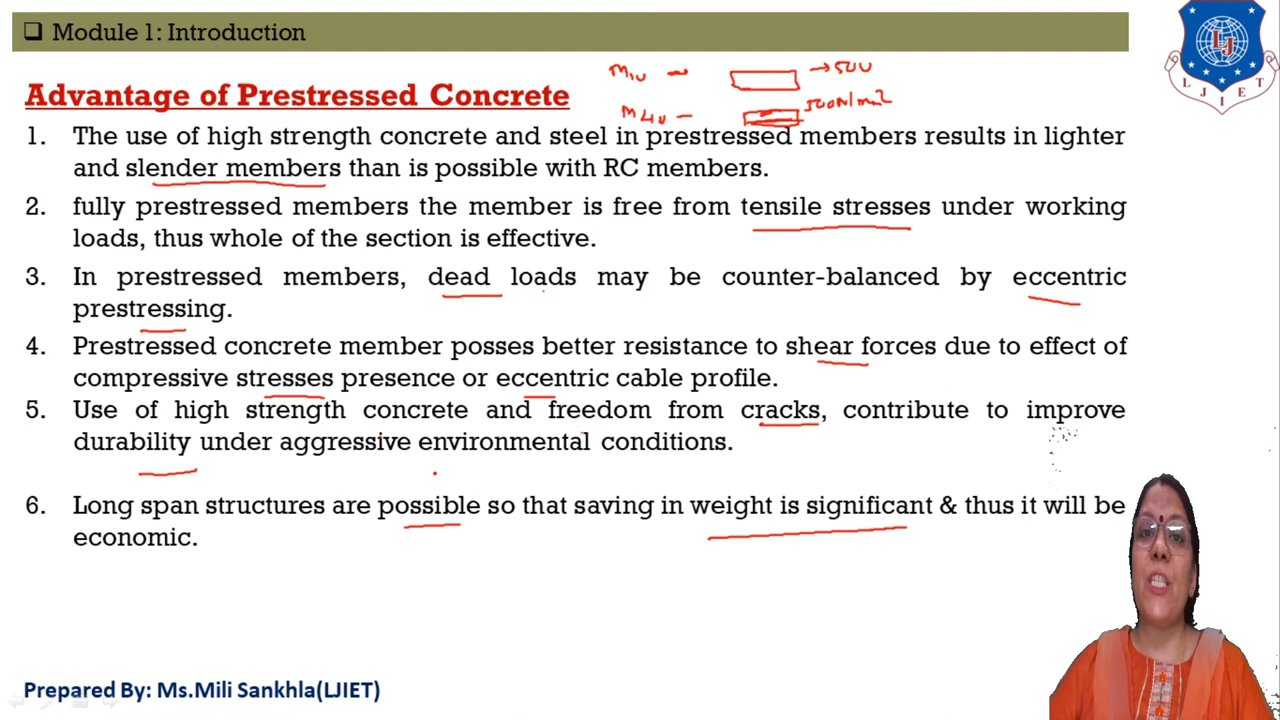 ❑ Module 1: Introduction
L J I E T
LJ
M10
→ 500
Advantage of Prestressed Concrete
M40
500N/mm2
1. The use of high strength concrete and steel in prestressed members results in lighter
and slender members than is possible with RC members.
2. fully prestressed members the member is free from tensile stresses under working
loads, thus whole of the section is effective.
3. In prestressed members, dead loads may be counter-balanced by eccentric
prestressing.
4. Prestressed concrete member posses better resistance to shear forces due to effect of
compressive stresses presence or eccentric cable profile.
5. Use of high strength concrete and freedom from cracks, contribute to improve
durability under aggressive environmental conditions.
6. Long span structures are possible so that saving in weight is significant & thus it will be
economic.
Prepared By: Ms.Mili Sankhla(LJIET)